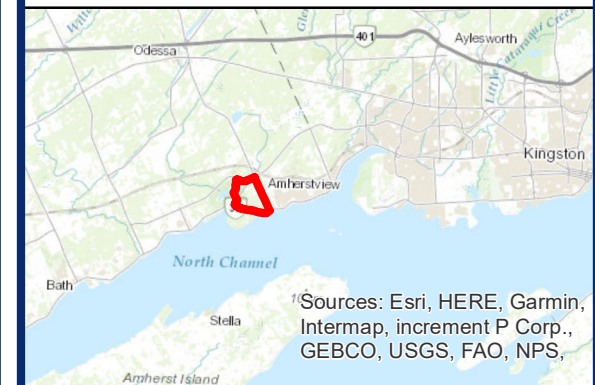 401
Aylesworth
Odessa
Little Cataraqui Creek
Kingston
Amherstview
North Channel
Bath
Stella
Amherst Island
Sources: Esri, HERE, Garmin,
Intermap, increment P Corp.,
GEBCO, USGS, FAO, NPS,